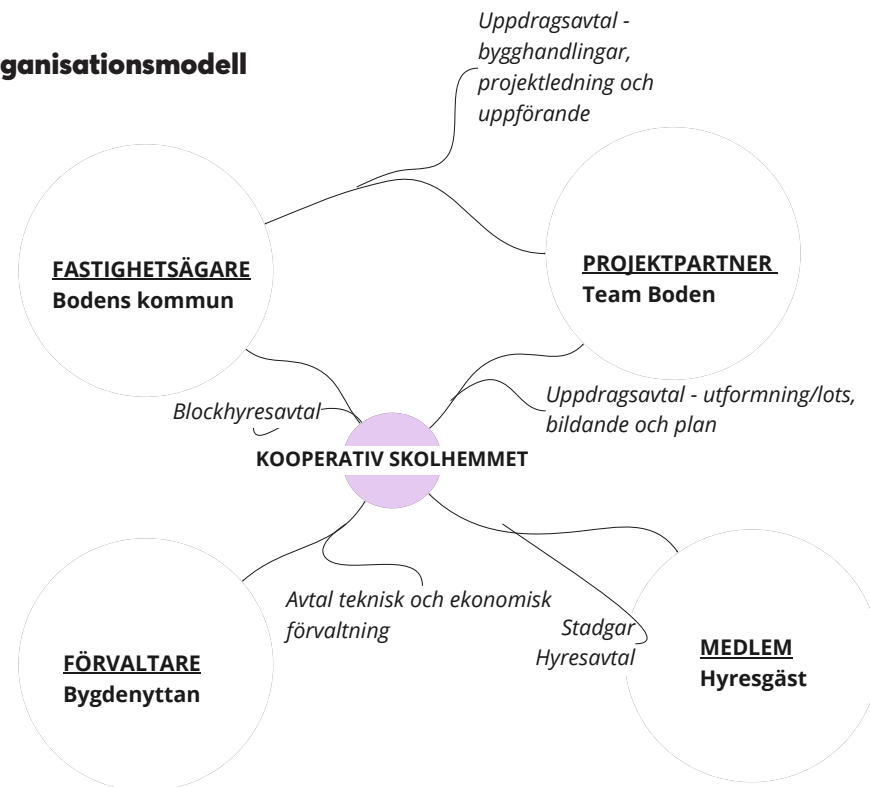 ganisationsmodell
Uppdragsavtal -
bygghandlingar,
projektledning och
uppförande
FASTIGHETSÄGARE
Bodens kommun
PROJEKTPARTNER
Team Boden
Blockhyresavtal
Uppdragsavtal - utformning/lots,
bildande och plan
KOOPERATIV SKOLHEMMET
Avtal teknisk och ekonomisk
förvaltning
Stadgar
Hyresavtal
FÖRVALTARE
Bygdenyttan
MEDLEM
Hyresgäst